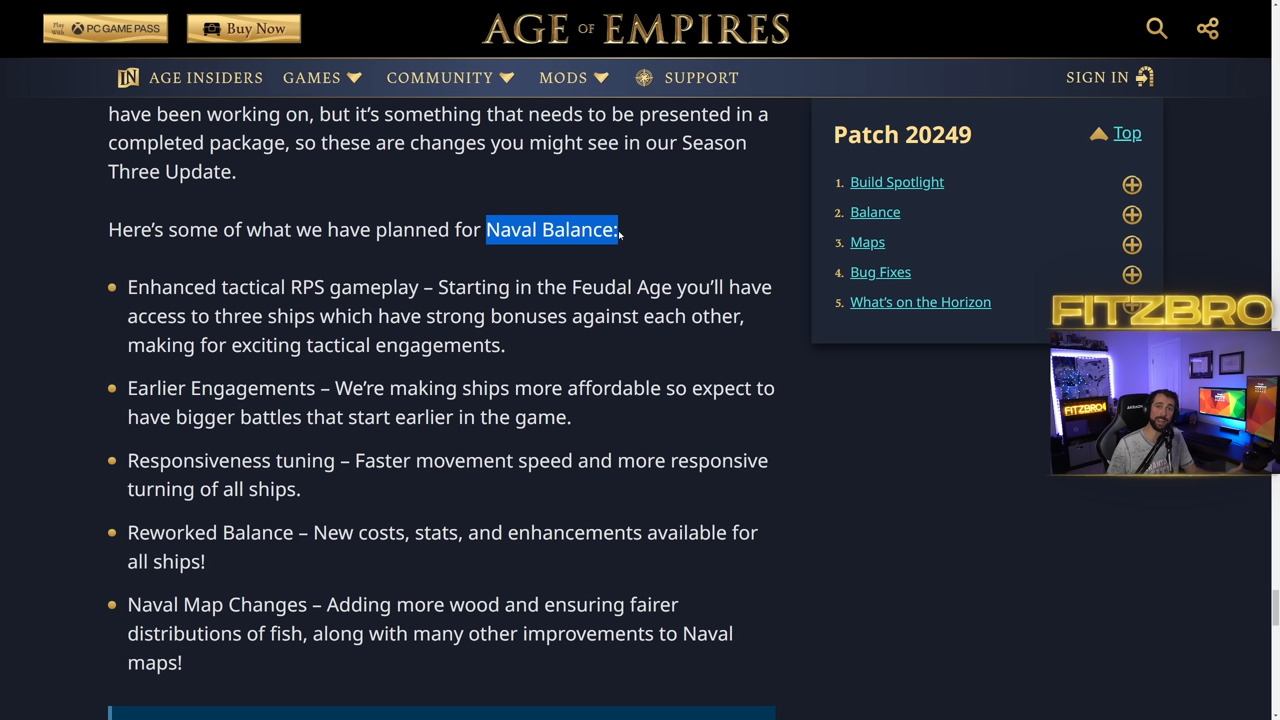 Play With
XBOX PC GAME PASS
Buy Now
AGE OF EMPIRES
IN AGE INSIDERS
GAMES
COMMUNITY
MODS
SUPPORT
SIGN IN
have been working on, but it’s something that needs to be presented in a
completed package, so these are changes you might see in our Season
Three Update.
Here’s some of what we have planned for Naval Balance:
Enhanced tactical RPS gameplay – Starting in the Feudal Age you’ll have
access to three ships which have strong bonuses against each other,
making for exciting tactical engagements.
Earlier Engagements – We’re making ships more affordable so expect to
have bigger battles that start earlier in the game.
Responsiveness tuning – Faster movement speed and more responsive
turning of all ships.
Reworked Balance – New costs, stats, and enhancements available for
all ships!
Naval Map Changes – Adding more wood and ensuring fairer
distributions of fish, along with many other improvements to Naval
maps!
Patch 20249
Top
1. Build Spotlight
2. Balance
3. Maps
4. Bug Fixes
5. What’s on the Horizon
FITZBRO
FITZBRO